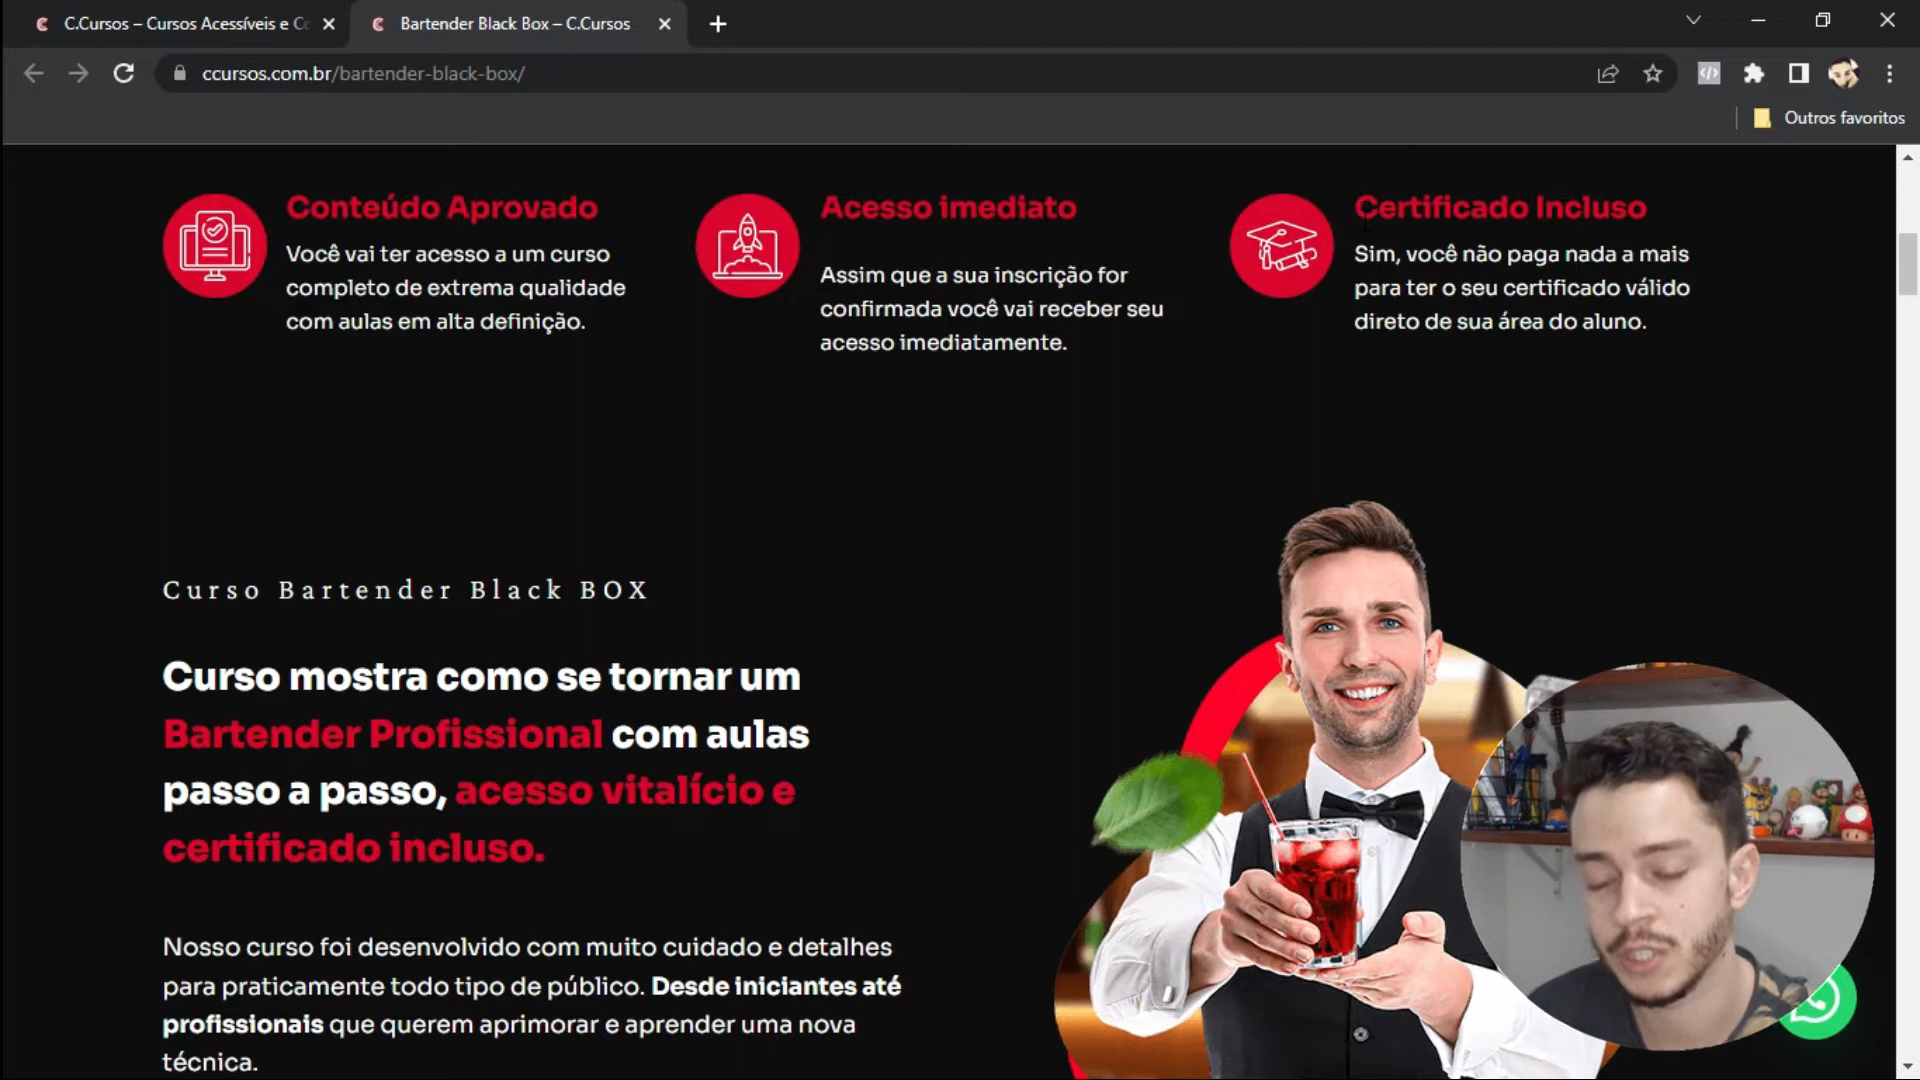 C.Cursos – Cursos Acessíveis e Co
Bartender Black Box – C.Cursos
ccursos.com.br/bartender-black-box/
Outros favoritos
Conteúdo Aprovado
Você vai ter acesso a um curso
completo de extrema qualidade
com aulas em alta definição.
Acesso imediato
Assim que a sua inscrição for
confirmada você vai receber seu
acesso imediatamente.
Certificado Incluso
Sim, você não paga nada a mais
para ter o seu certificado válido
direto de sua área do aluno.
Curso Bartender Black BOX
Curso mostra como se tornar um
Bartender Profissional com aulas
passo a passo, acesso vitalício e
certificado incluso.
Nosso curso foi desenvolvido com muito cuidado e detalhes
para praticamente todo tipo de público. Desde iniciantes até
profissionais que querem aprimorar e aprender uma nova
técnica.